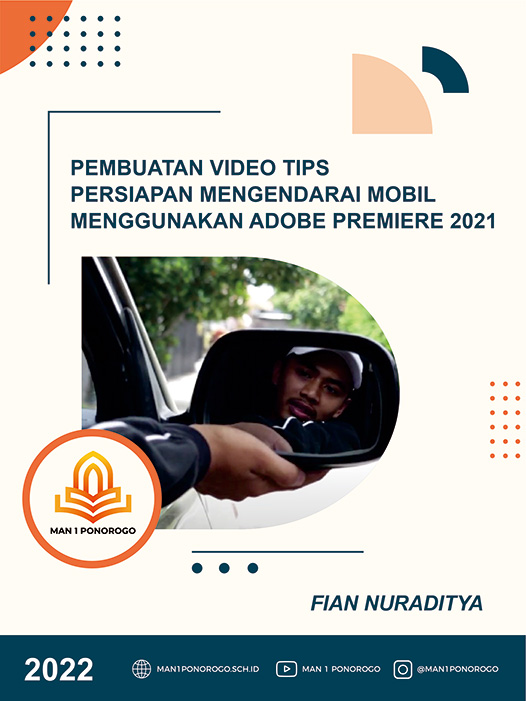 PEMBUATAN VIDEO TIPS
PERSIAPAN MENGENDARAI MOBIL
MENGGUNAKAN ADOBE PREMIERE 2021
MAN 1 PONOROGO
FIAN NURADITYA
2022
MAN1PONOROGO.SCH.ID
MAN 1 PONOROGO
@MAN1PONOROGO